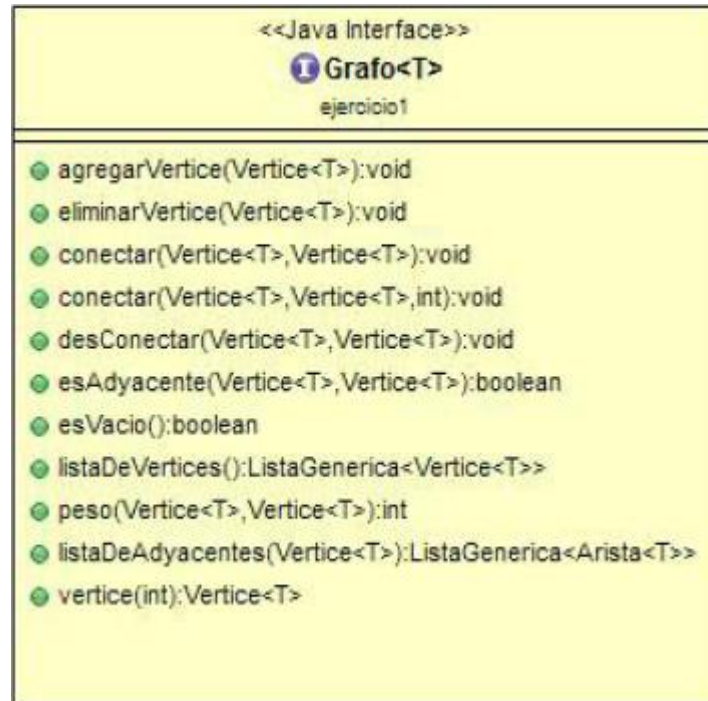 <<Java Interface>>
I Grafo<T>
ejercicio1
agregarVertice(Vertice<T>):void
eliminarVertice(Vertice<T>):void
conectar(Vertice<T>,Vertice<T>):void
conectar(Vertice<T>,Vertice<T>,int):void
desConectar(Vertice<T>,Vertice<T>):void
esAdyacente(Vertice<T>,Vertice<T>):boolean
esVacio():boolean
listaDeVertices():ListaGenerica<Vertice<T>>
peso(Vertice<T>,Vertice<T>):int
listaDeAdyacentes(Vertice<T>):ListaGenerica<Arista<T>>
vertice(int):Vertice<T>